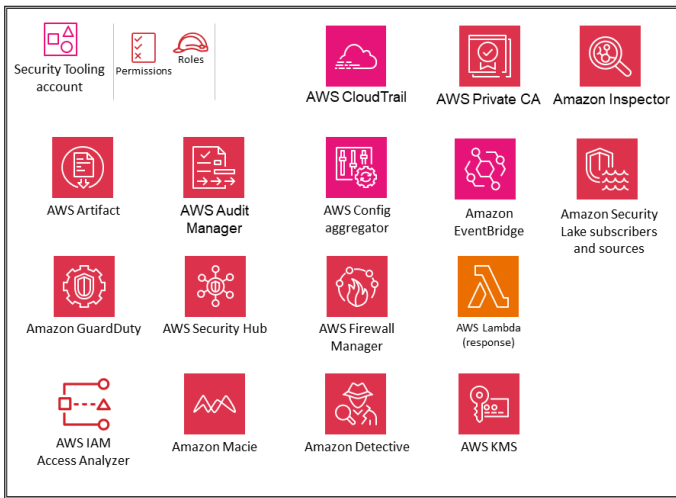 Security Tooling
account
Permissions
Roles
AWS CloudTrail
AWS Private CA
Amazon Inspector
AWS Artifact
AWS Audit
Manager
AWS Config
aggregator
Amazon
EventBridge
Amazon Security
Lake subscribers
and sources
Amazon GuardDuty
AWS Security Hub
AWS Firewall
Manager
AWS Lambda
(response)
AWS IAM
Access Analyzer
Amazon Macie
Amazon Detective
AWS KMS